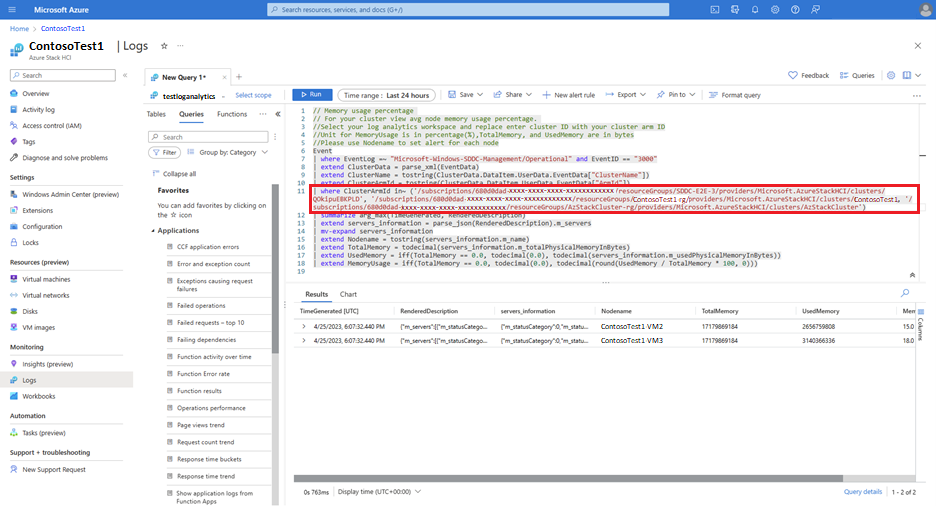 Microsoft Azure
Search resources, services, and docs (G+/)
Home > ContosoTest1
ContosoTest1 | Logs
Azure Stack HCI
Search
Overview
Activity log
Access control (IAM)
Tags
Diagnose and solve problems
Settings
Windows Admin Center (preview)
Extensions
Configuration
Locks
Resources (preview)
Virtual machines
Virtual networks
Disks
VM images
Monitoring
Insights (preview)
Logs
Workbooks
Automation
Tasks (preview)
Support + troubleshooting
New Support Request
New Query 1*
Feedback
Queries
testloganalytics
Select scope
Run
Time range : Last 24 hours
Save
Share
New alert rule
Export
Pin to
Format query
Tables
Queries
Functions
Search
Filter
Group by: Category
Collapse all
Favorites
You can add favorites by clicking on
the ☆ icon
Applications
CCF application errors
Error and exception count
Exceptions causing request
failures
Failed operations
Failed requests – top 10
Failing dependencies
Function activity over time
Function Error rate
Function results
Operations performance
Page views trend
Request count trend
Response time buckets
Response time trend
Show application logs from
Function Apps
1 // Memory usage percentage
2 // For your cluster view avg node memory usage percentage.
3 //Select your log analytics workspace and replace enter cluster ID with your cluster arm ID
4 //Unit for MemoryUsage is in percentage(%),TotalMemory, and UsedMemory are in bytes
5 //Please use Nodename to set alert for each node
6 Event
7 | where EventLog == "Microsoft-Windows-SDDC-Management/Operational" and EventID == "3000"
8 | extend ClusterData = parse_xml(EventData)
9 | extend ClusterName = tostring(ClusterData.DataItem.UserData.EventData["ClusterName"])
10 | extend ClusterArmId = tostring(ClusterData.DataItem.UserData.EventData["ArmId"])
11 | where ClusterArmId in~ ('/subscriptions/680d0dad-xxxx-xxxx-xxxx-xxxxxxxxxxxx/resourceGroups/SDDC-E2E-3/providers/Microsoft.AzureStackHCI/clusters/
QOkipuE8KPLD', '/subscriptions/680d0dad-xxxx-xxxx-xxxx-xxxxxxxxxxxx/resourceGroups/ContosoTest1-rg/providers/Microsoft.AzureStackHCI/clusters/ContosoTest1, '/
subscriptions/680d0dad-xxxx-xxxx-xxxx-xxxxxxxxxxxx/resourceGroups/AzStackCluster-rg/providers/Microsoft.AzureStackHCI/clusters/AzStackCluster')
| summarize arg_max(TimeGenerated, RenderedDescription)
13 | extend servers_information = parse_json(RenderedDescription).m_servers
14 | mv-expand servers_information
15 | extend Nodename = tostring(servers_information.m_name)
16 | extend TotalMemory = todecimal(servers_information.m_totalPhysicalMemoryInBytes)
17 | extend UsedMemory = iff(TotalMemory == 0.0, todecimal(0.0), todecimal(servers_information.m_usedPhysicalMemoryInBytes))
18 | extend MemoryUsage = iff(TotalMemory == 0.0, todecimal(0.0), todecimal(round(UsedMemory / TotalMemory * 100, 0)))
19
Results
Chart
TimeGenerated [UTC] RenderedDescription servers_information Nodename TotalMemory UsedMemory Mem
4/25/2023, 6:07:32.440 PM {"m_servers":[{"m_statusCatego... {"m_statusCategory":0,"m_statu... ContosoTest1-VM2 17179869184 2656759808 15.0
4/25/2023, 6:07:32.440 PM {"m_servers":[{"m_statusCatego... {"m_statusCategory":0,"m_statu... ContosoTest1-VM3 17179869184 3140366336 18.0
Columns
0s 763ms
Display time (UTC+00:00)
Query details
1 - 2 of 2